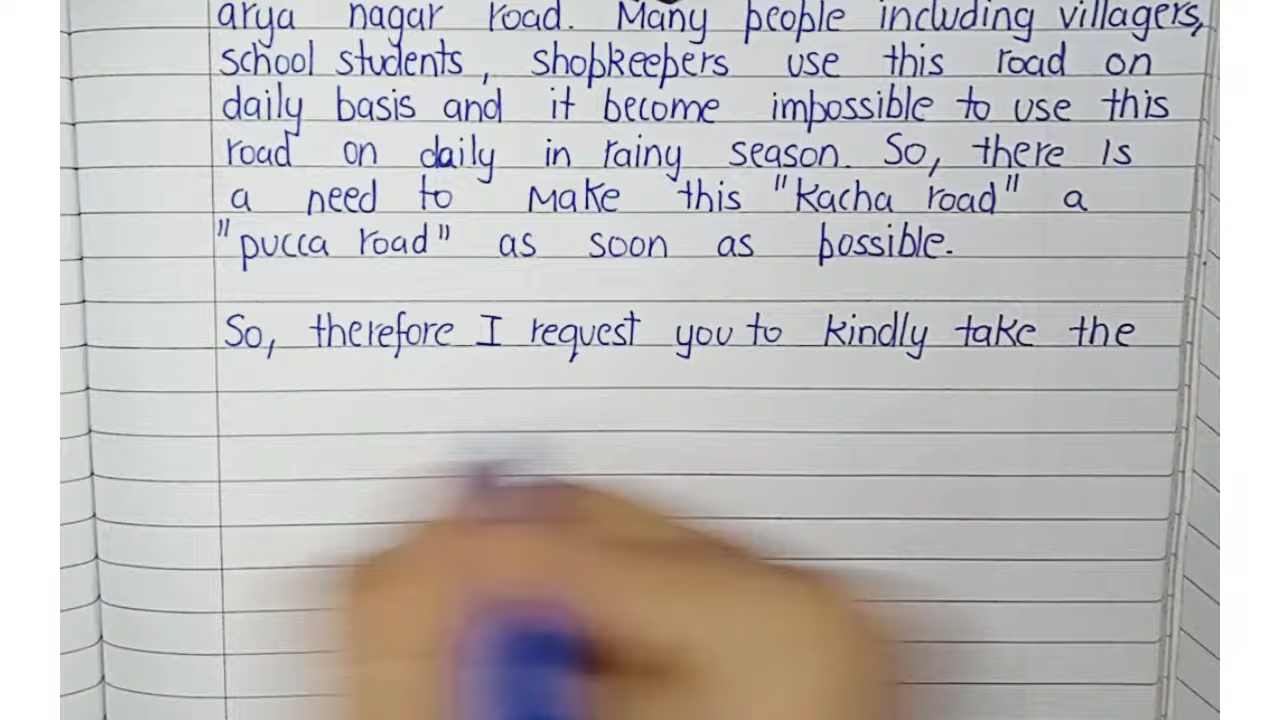 arya nagar road. Many people including villagers,
school students, shopkeepers use this road on
daily basis and it become impossible to use this
road on daily in rainy season. So, there is
a need to make this "kacha road" a
"pucca road" as soon as possible.
So, therefore I request you to kindly take the